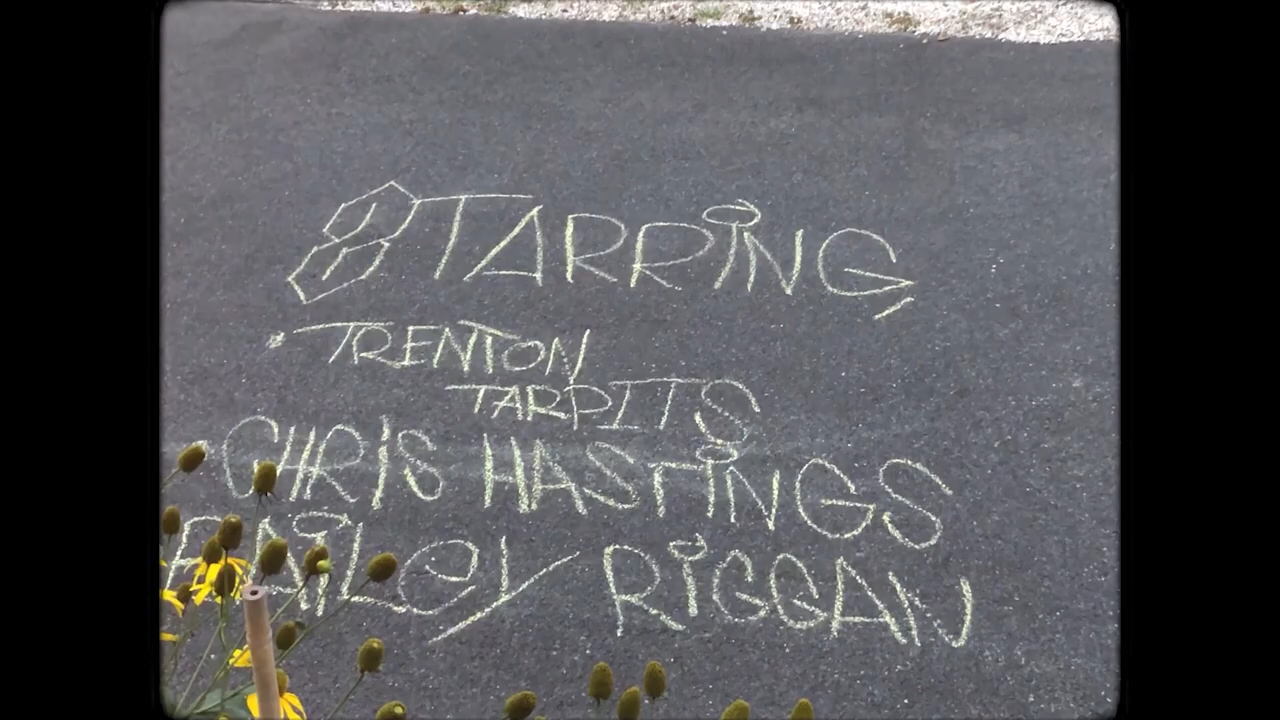 STARRING
TRENTON
TARPITS
CHRIS HASTINGS
BAiLeY RiGGAN